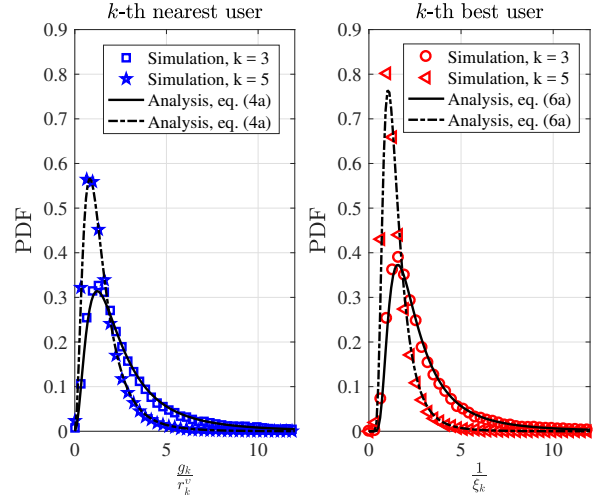 k-th nearest user
PDF
0.9
0.8
0.7
0.6
0.5
0.4
0.3
0.2
0.1
0
0 5 10
Simulation, k = 3
Simulation, k = 5
Analysis, eq. (4a)
Analysis, eq. (4a)
g_k / r_k^v
k-th best user
PDF
0.9
0.8
0.7
0.6
0.5
0.4
0.3
0.2
0.1
0
0 5 10
Simulation, k = 3
Simulation, k = 5
Analysis, eq. (6a)
Analysis, eq. (6a)
1 / ξ_k